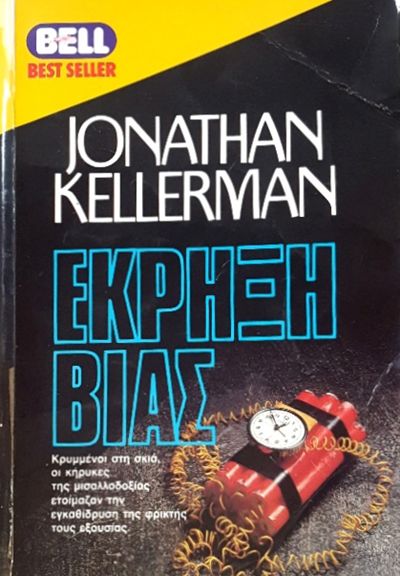 BELL
BEST SELLER
JONATHAN
KELLERMAN
ΕΚΡΗΞΗ
ΒΙΑΣ
Κρυμμένοι στη σκιά,
οι κήρυκες
της μισαλλοδοξίας
ετοίμαζαν την
εγκαθίδρυση της φρικτής
τους εξουσίας.